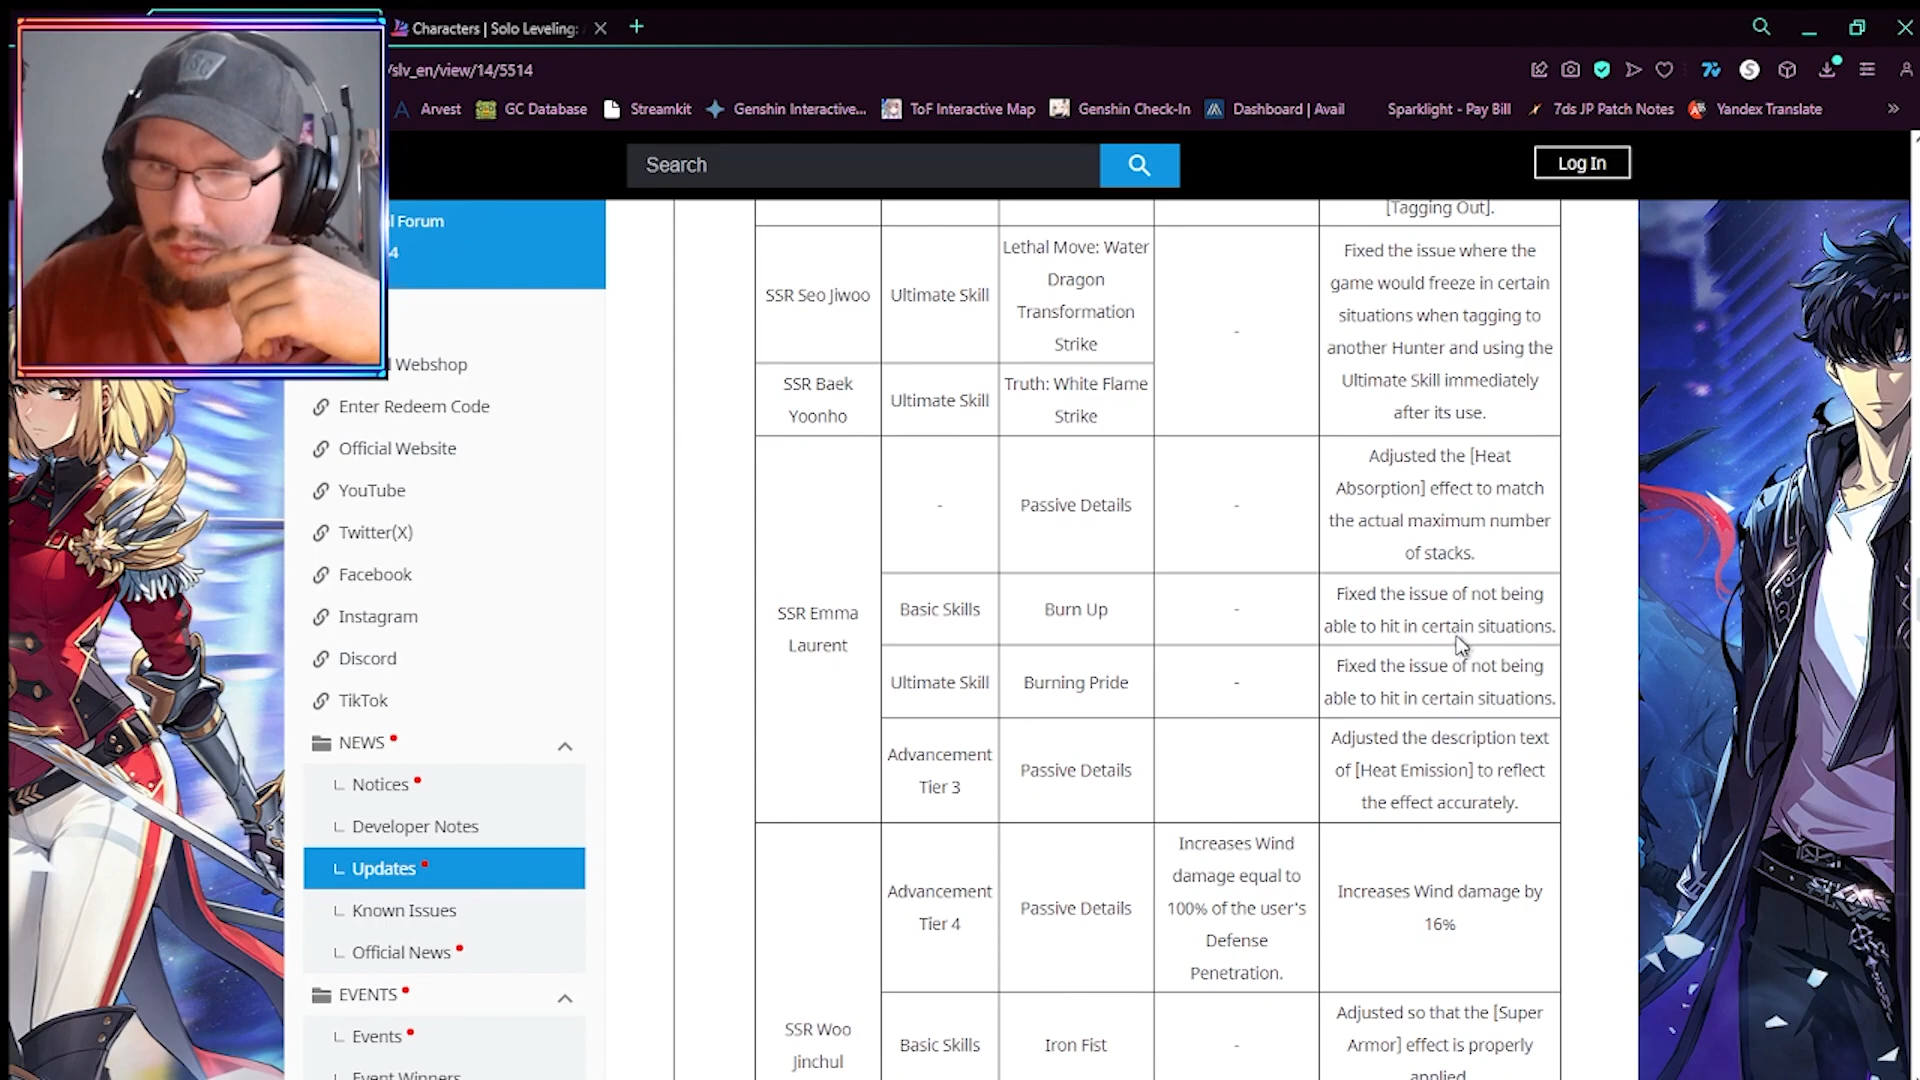 Characters | Solo Leveling:
/slv_en/view/14/5514
Arvest
GC Database
Streamkit
Genshin Interactive...
ToF Interactive Map
Genshin Check-In
Dashboard | Avail
Sparklight - Pay Bill
7ds JP Patch Notes
Yandex Translate
Search
Log In
l Forum
4
Webshop
Enter Redeem Code
Official Website
YouTube
Twitter(X)
Facebook
Instagram
Discord
TikTok
NEWS
Notices
Developer Notes
Updates
Known Issues
Official News
EVENTS
Events
Event Winners
[Tagging Out].
SSR Seo Jiwoo
Ultimate Skill
Lethal Move: Water
Dragon
Transformation
Strike
-
Fixed the issue where the
game would freeze in certain
situations when tagging to
another Hunter and using the
Ultimate Skill immediately
after its use.
SSR Baek
Yoonho
Ultimate Skill
Truth: White Flame
Strike
SSR Emma
Laurent
-
Passive Details
-
Adjusted the [Heat
Absorption] effect to match
the actual maximum number
of stacks.
Basic Skills
Burn Up
-
Fixed the issue of not being
able to hit in certain situations.
Ultimate Skill
Burning Pride
-
Fixed the issue of not being
able to hit in certain situations.
Advancement
Tier 3
Passive Details
Adjusted the description text
of [Heat Emission] to reflect
the effect accurately.
SSR Woo
Jinchul
Advancement
Tier 4
Passive Details
Increases Wind
damage equal to
100% of the user's
Defense
Penetration.
Increases Wind damage by
16%
Basic Skills
Iron Fist
-
Adjusted so that the [Super
Armor] effect is properly
applied